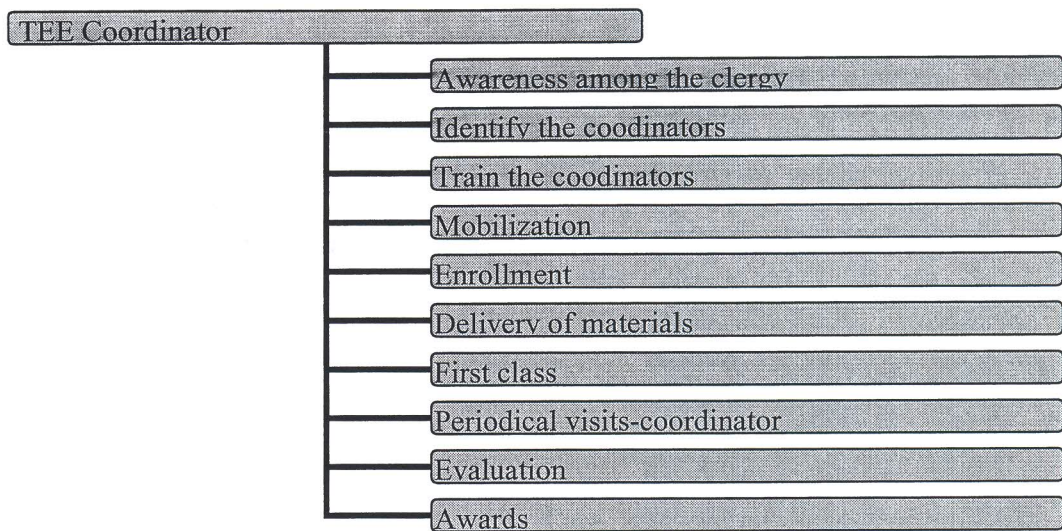 TEE Coordinator
Awareness among the clergy
Identify the coodinators
Train the coodinators
Mobilization
Enrollment
Delivery of materials
First class
Periodical visits-coordinator
Evaluation
Awards